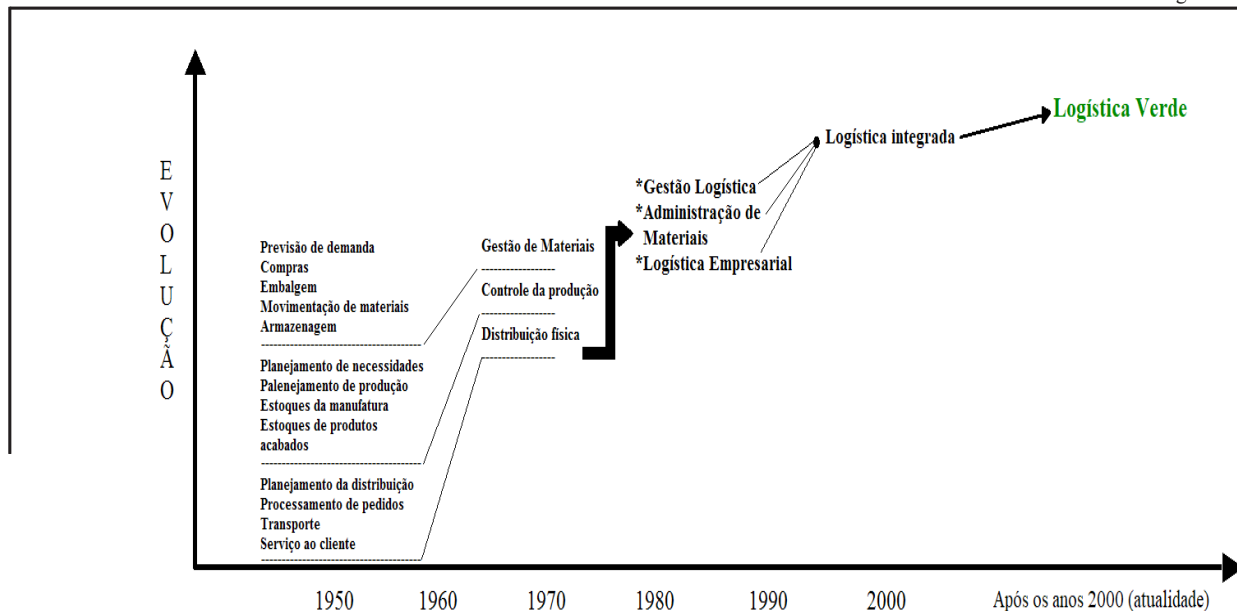 E
V
O
L
U
Ç
Ã
O
Previsão de demanda
Compras
Embalgem
Movimentação de materiais
Armazenagem
Planejamento de necessidades
Palenejamento de produção
Estoques da manufatura
Estoques de produtos
acabados
Planejamento da distribuição
Processamento de pedidos
Transporte
Serviço ao cliente
Gestão de Materiais
Controle da produção
Distribuição física
*Gestão Logística
*Administração de
Materiais
*Logística Empresarial
Logística integrada
Logística Verde
1950
1960
1970
1980
1990
2000
Após os anos 2000 (atualidade)